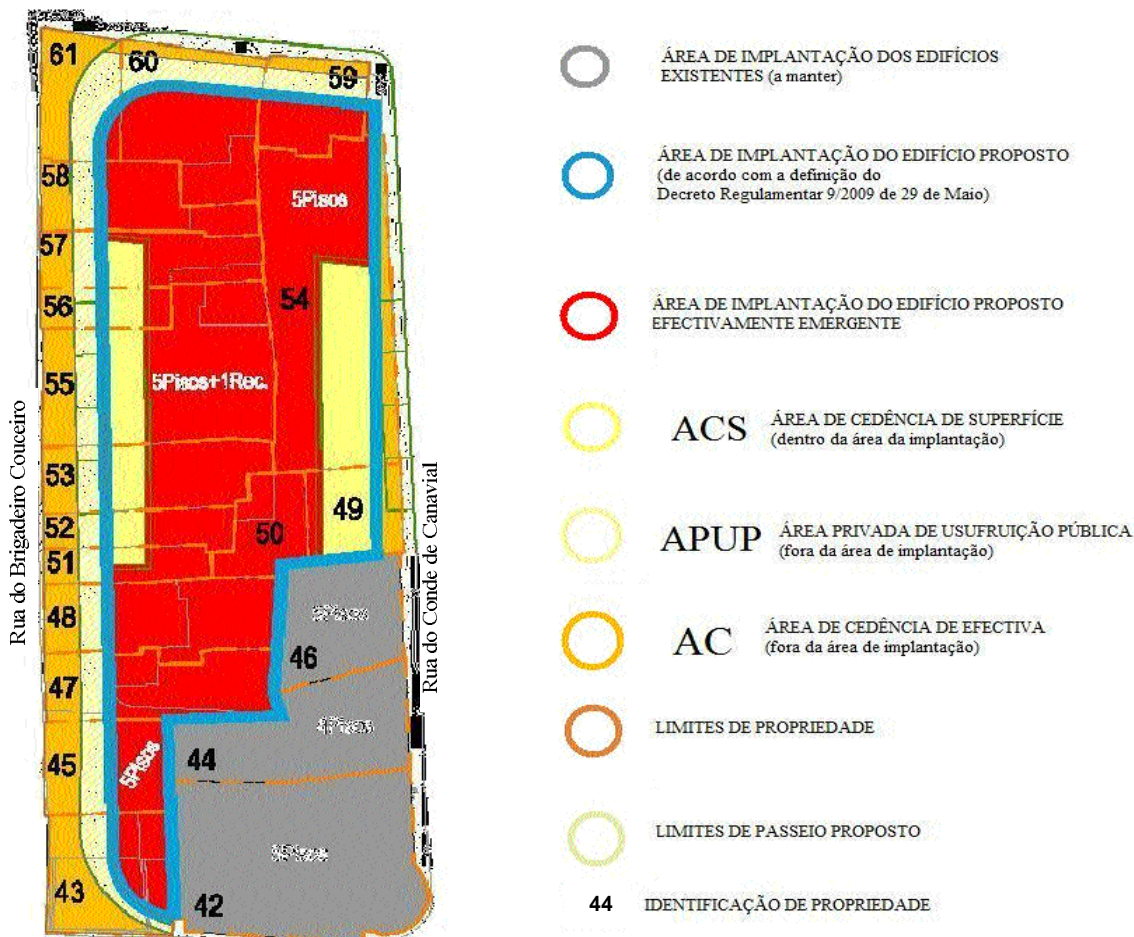 61
60
59
58
5Pisos
57
56
54
55
5Pisos+1Rec.
53
49
52
50
51
48
46
47
44
45
5Pisos
43
42
Rua do Brigadeiro Couceiro
Rua do Conde de Canavial
ÁREA DE IMPLANTAÇÃO DOS EDIFÍCIOS
EXISTENTES (a manter)
ÁREA DE IMPLANTAÇÃO DO EDIFÍCIO PROPOSTO
(de acordo com a definição do
Decreto Regulamentar 9/2009 de 29 de Maio)
ÁREA DE IMPLANTAÇÃO DO EDIFÍCIO PROPOSTO
EFECTIVAMENTE EMERGENTE
ACS
ÁREA DE CEDÊNCIA DE SUPERFÍCIE
(dentro da área da implantação)
APUP
ÁREA PRIVADA DE USUFRUIÇÃO PÚBLICA
(fora da área de implantação)
AC
ÁREA DE CEDÊNCIA DE EFECTIVA
(fora da área de implantação)
LIMITES DE PROPRIEDADE
LIMITES DE PASSEIO PROPOSTO
44 IDENTIFICAÇÃO DE PROPRIEDADE